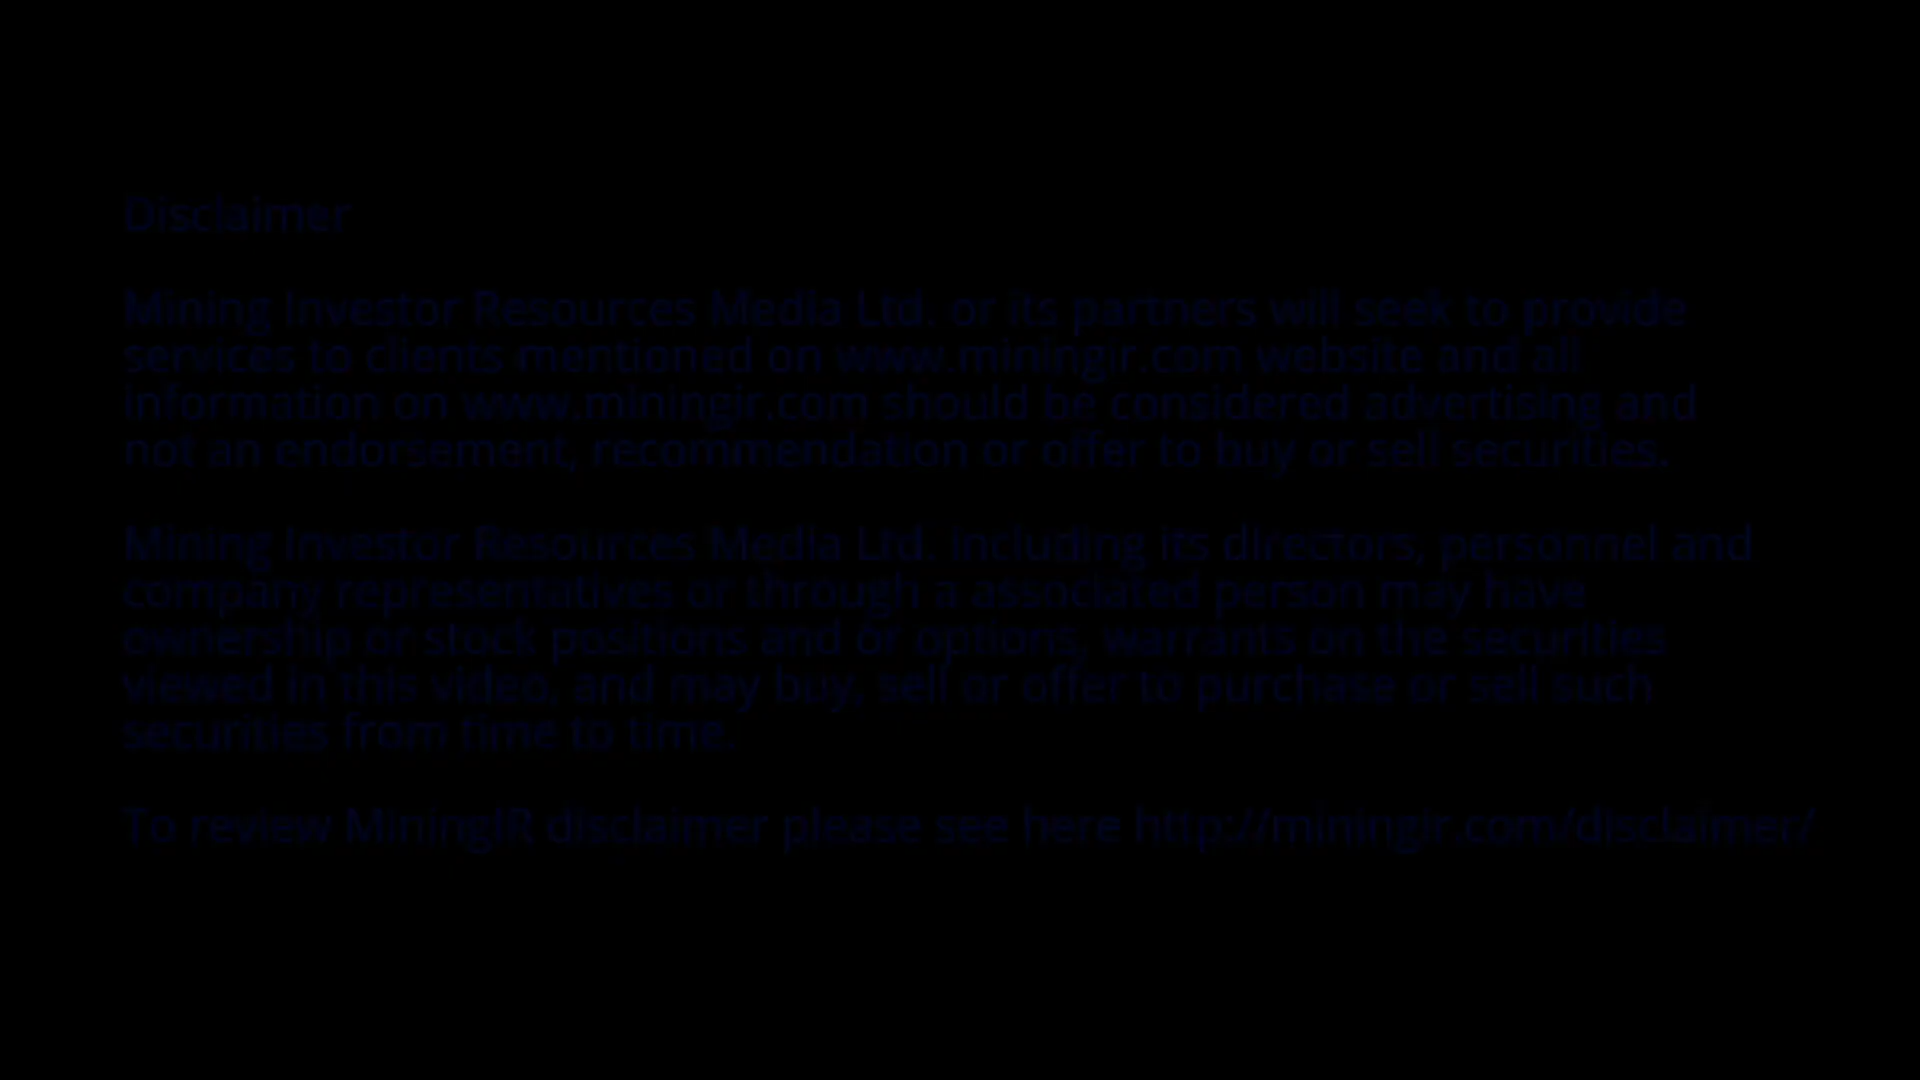 Disclaimer
Mining Investor Resources Media Ltd. or its partners will seek to provide
services to clients mentioned on www.miningir.com website and all
information on www.miningir.com should be considered advertising and
not an endorsement, recommendation or offer to buy or sell securities.
Mining Investor Resources Media Ltd. including its directors, personnel and
company representatives or through a associated person may have
ownership or stock positions and or options, warrants on the securities
viewed in this video, and may buy, sell or offer to purchase or sell such
securities from time to time.
To review MiningIR disclaimer please see here http://miningir.com/disclaimer/